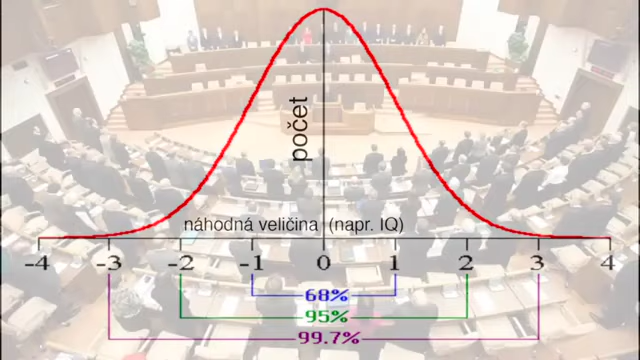 počet
náhodná veličina (napr. IQ)
-4 -3 -2 -1 0 1 2 3 4
68%
95%
99.7%